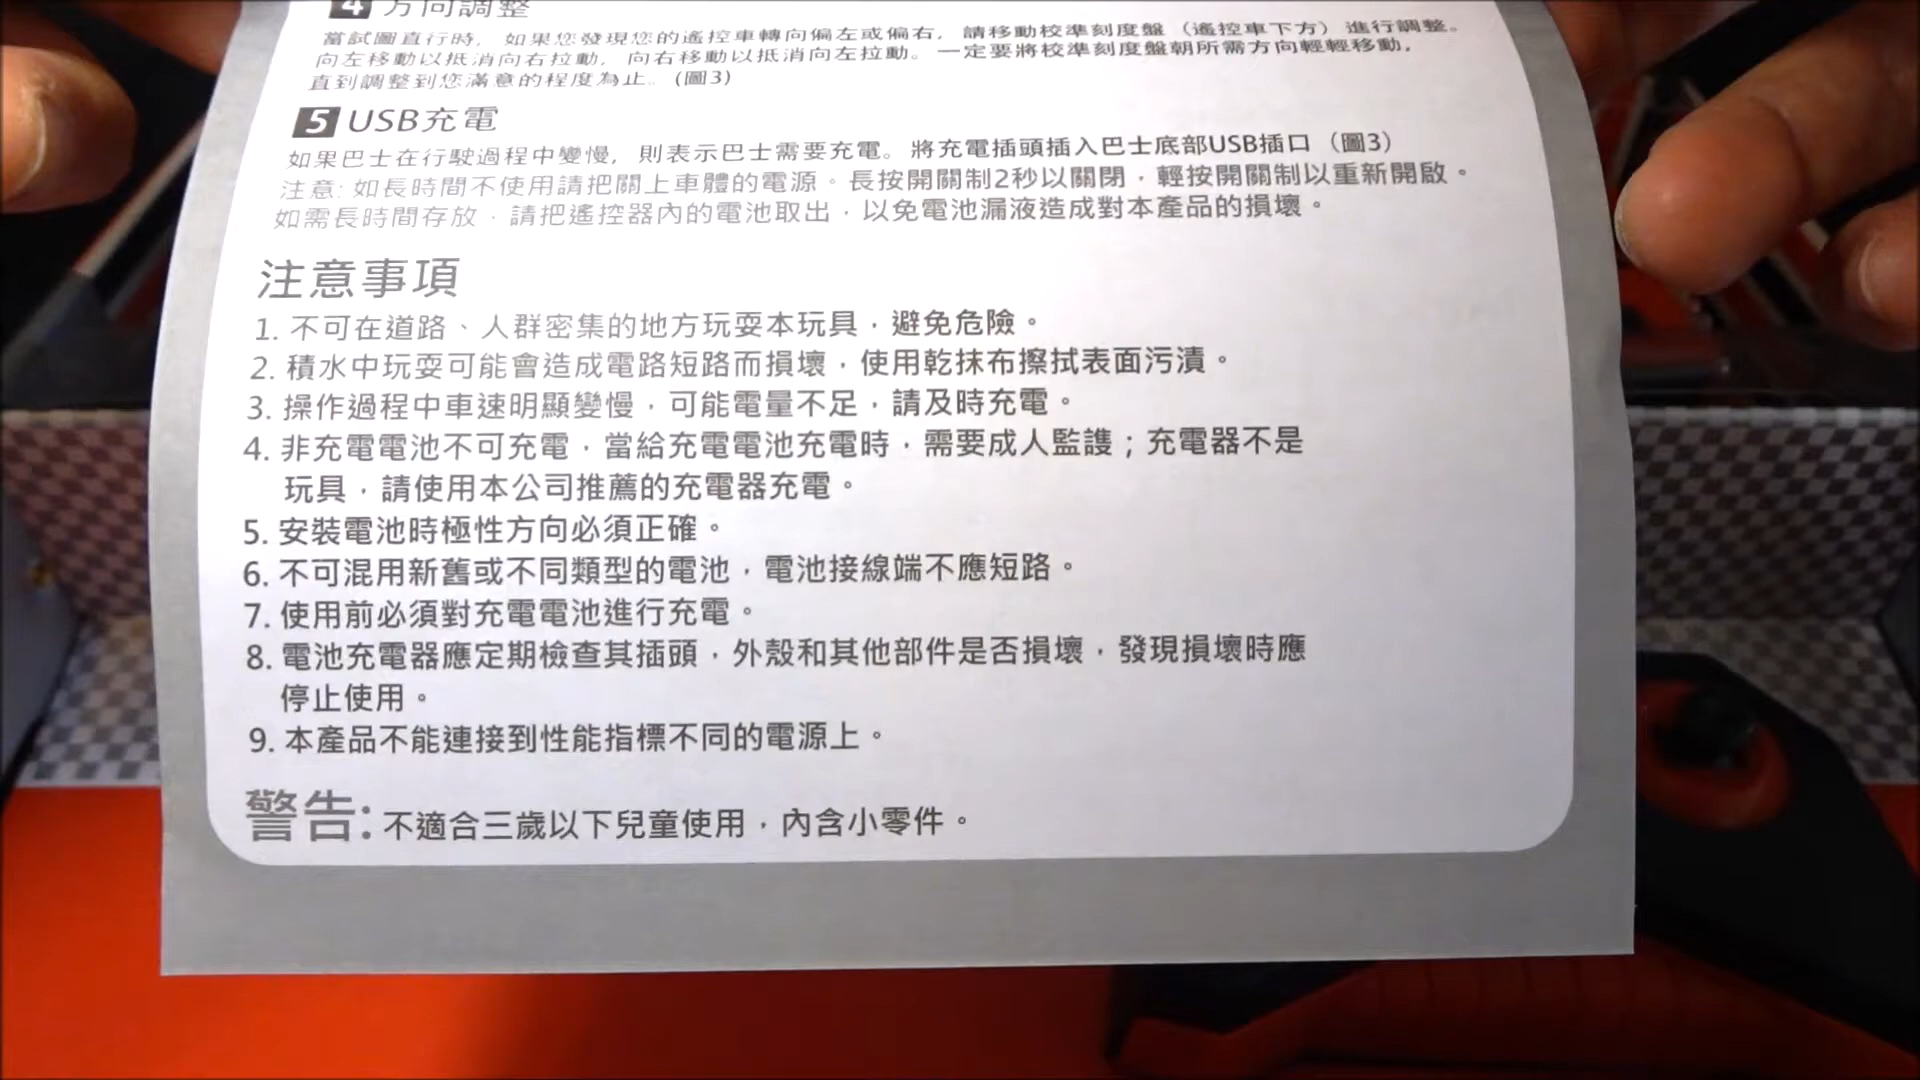 4 方向調整
當試圖直行時，如果您發現您的遙控車轉向偏左或偏右，請移動校準刻度盤（遙控車下方）進行調整。
向左移動以抵消向右拉動，向右移動以抵消向左拉動。一定要將校準刻度盤朝所需方向輕輕移動，
直到調整到您滿意的程度為止。(圖3)
5 USB充電
如果巴士在行駛過程中變慢，則表示巴士需要充電。將充電插頭插入巴士底部USB插口（圖3）
注意:如長時間不使用請把關上車體的電源。長按開關制2秒以關閉，輕按開關制以重新開啟。
如需長時間存放，請把遙控器內的電池取出，以免電池漏液造成對本產品的損壞。
注意事項
1. 不可在道路、人群密集的地方玩耍本玩具，避免危險。
2. 積水中玩耍可能會造成電路短路而損壞，使用乾抹布擦拭表面污漬。
3. 操作過程中車速明顯變慢，可能電量不足，請及時充電。
4. 非充電電池不可充電，當給充電電池充電時，需要成人監護；充電器不是
玩具，請使用本公司推薦的充電器充電。
5. 安裝電池時極性方向必須正確。
6. 不可混用新舊或不同類型的電池，電池接線端不應短路。
7. 使用前必須對充電電池進行充電。
8. 電池充電器應定期檢查其插頭，外殼和其他部件是否損壞，發現損壞時應
停止使用。
9. 本產品不能連接到性能指標不同的電源上。
警告: 不適合三歲以下兒童使用，內含小零件。